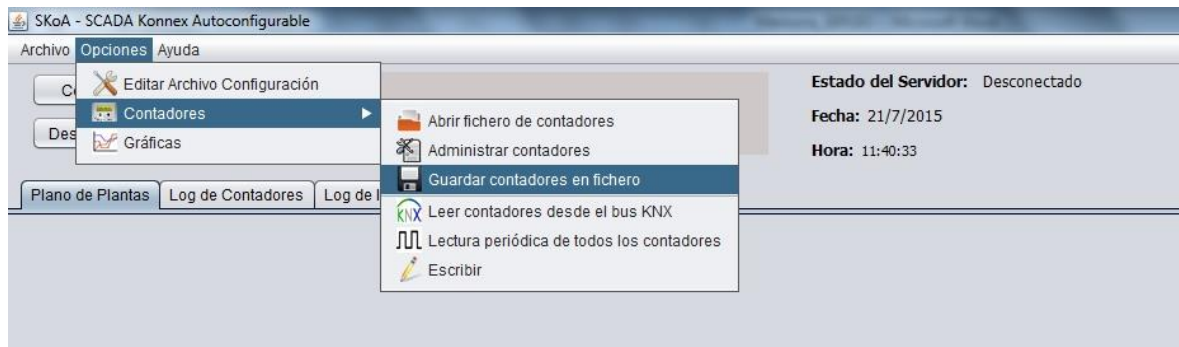 SKoA - SCADA Konnex Autoconfigurable
Archivo Opciones Ayuda
Editar Archivo Configuración
Contadores
Gráficas
Abrir fichero de contadores
Administrar contadores
Guardar contadores en fichero
Leer contadores desde el bus KNX
Lectura periódica de todos los contadores
Escribir
Estado del Servidor: Desconectado
Fecha: 21/7/2015
Hora: 11:40:33
Plano de Plantas Log de Contadores Log de